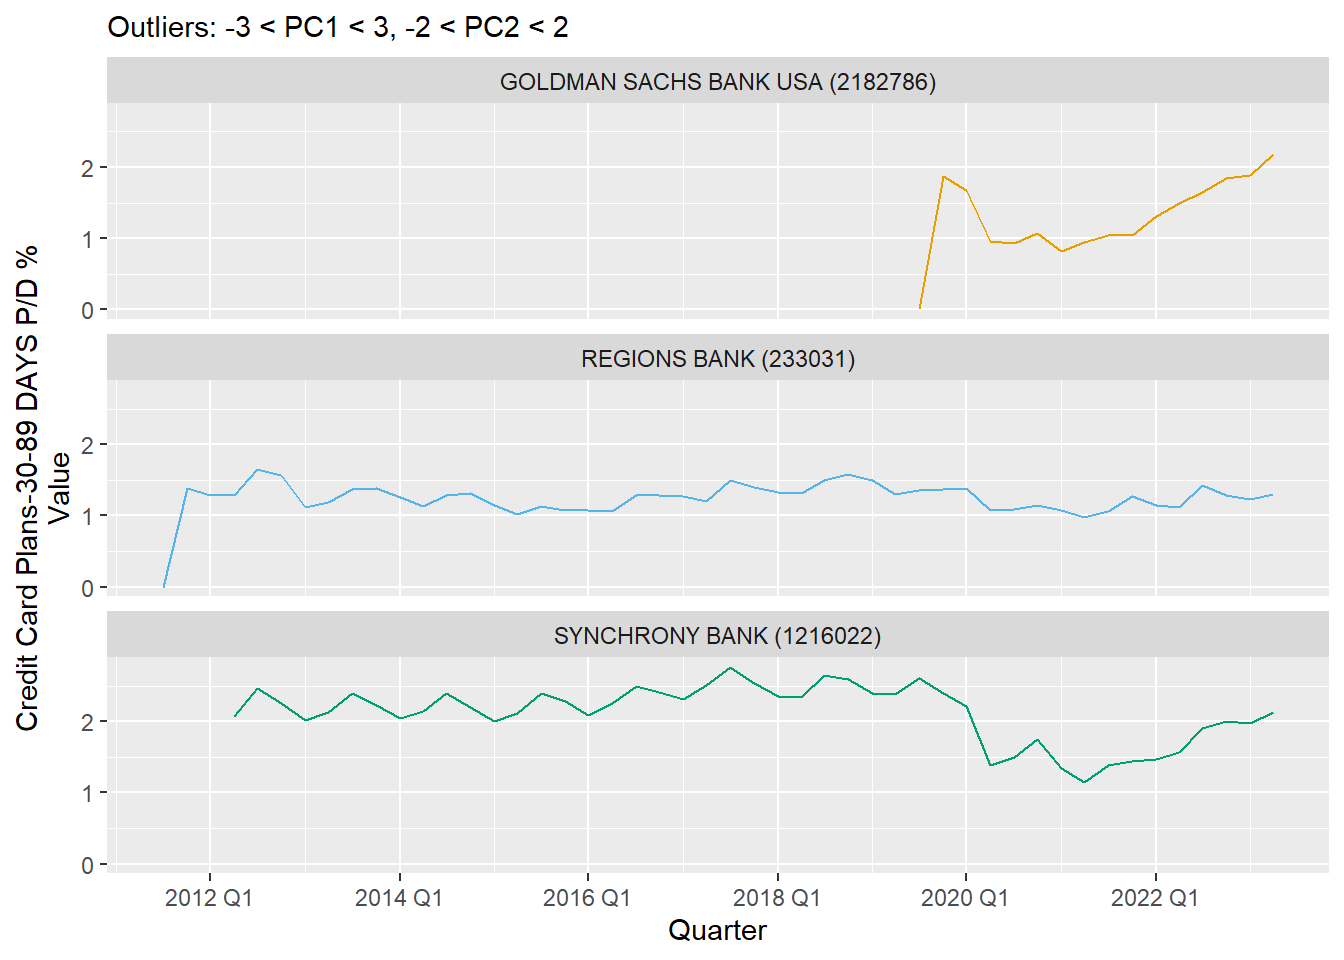 Outliers: -3 < PC1 < 3, -2 < PC2 < 2
GOLDMAN SACHS BANK USA (2182786)
2
1
0
REGIONS BANK (233031)
2
1
0
SYNCHRONY BANK (1216022)
2
1
0
Credit Card Plans-30-89 DAYS P/D %
Value
2012 Q1
2014 Q1
2016 Q1
2018 Q1
2020 Q1
2022 Q1
Quarter